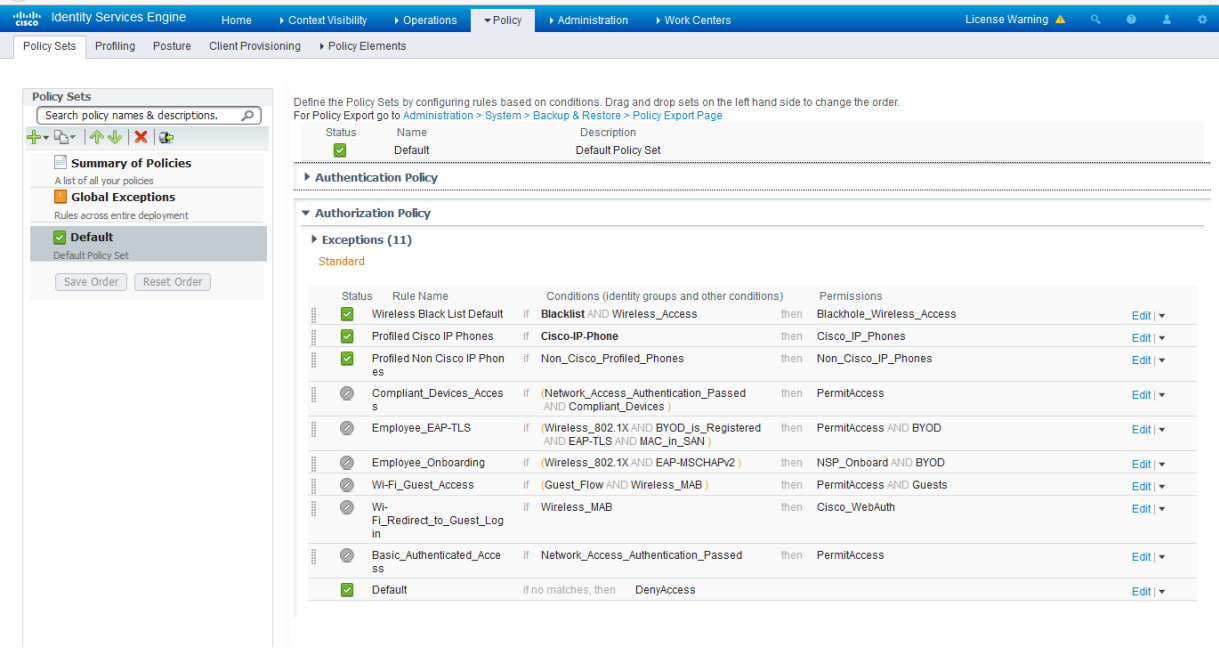 cisco Identity Services Engine Home Context Visibility Operations Policy Administration Work Centers License Warning
Policy Sets Profiling Posture Client Provisioning Policy Elements
Policy Sets
Search policy names & descriptions.
Summary of Policies
A list of all your policies
Global Exceptions
Rules across entire deployment
Default
Default Policy Set
Save Order Reset Order
Define the Policy Sets by configuring rules based on conditions. Drag and drop sets on the left hand side to change the order.
For Policy Export go to Administration > System > Backup & Restore > Policy Export Page
Status Name Description
Default Default Policy Set
Authentication Policy
Authorization Policy
Exceptions (11)
Standard
Status Rule Name Conditions (identity groups and other conditions) Permissions
Wireless Black List Default if Blacklist AND Wireless_Access then Blackhole_Wireless_Access Edit |
Profiled Cisco IP Phones if Cisco-IP-Phone then Cisco_IP_Phones Edit |
Profiled Non Cisco IP Phon if Non_Cisco_Profiled_Phones then Non_Cisco_IP_Phones Edit |
es
Compliant_Devices_Acces if (Network_Access_Authentication_Passed then PermitAccess Edit |
s AND Compliant_Devices )
Employee_EAP-TLS if (Wireless_802.1X AND BYOD_is_Registered then PermitAccess AND BYOD Edit |
AND EAP-TLS AND MAC_in_SAN )
Employee_Onboarding if (Wireless_802.1X AND EAP-MSCHAPv2 ) then NSP_Onboard AND BYOD Edit |
Wi-Fi_Guest_Access if (Guest_Flow AND Wireless_MAB ) then PermitAccess AND Guests Edit |
Wi- if Wireless_MAB then Cisco_WebAuth Edit |
Fi_Redirect_to_Guest_Log
in
Basic_Authenticated_Acce if Network_Access_Authentication_Passed then PermitAccess Edit |
ss
Default if no matches, then DenyAccess Edit |